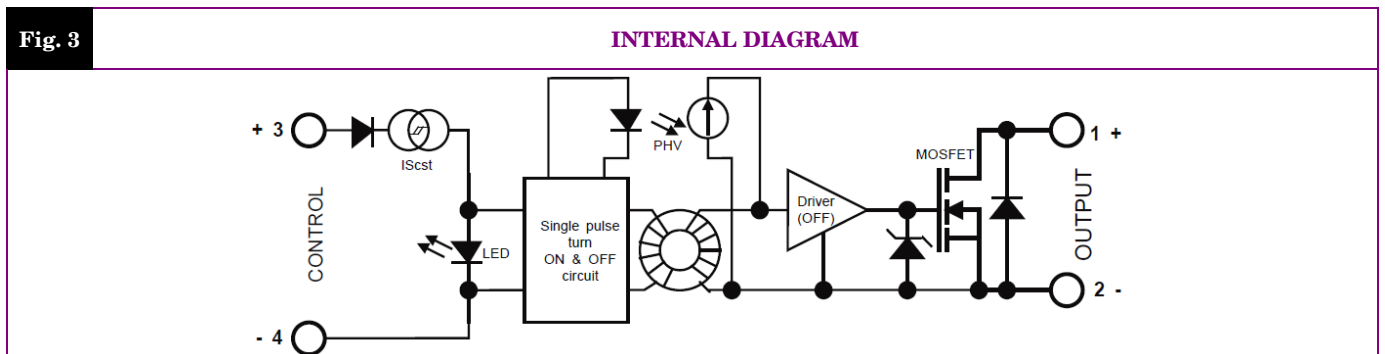 Fig. 3
INTERNAL DIAGRAM
+ 3
IScst
PHV
MOSFET
1 +
CONTROL
LED
Single pulse
turn
ON & OFF
circuit
Driver
(OFF)
OUTPUT
2 -
- 4